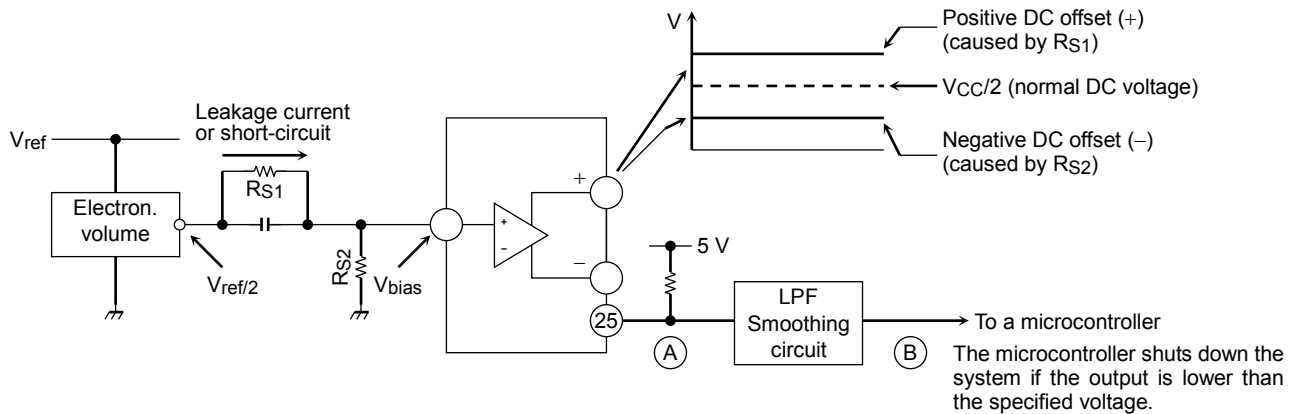 V
Positive DC offset (+)
(caused by RS1)
VCC/2 (normal DC voltage)
Negative DC offset (−)
(caused by RS2)
Leakage current
or short-circuit
Vref
RS1
Electron.
volume
Vref/2
RS2
Vbias
+
−
+
−
25
5 V
A
LPF
Smoothing
circuit
B
To a microcontroller
The microcontroller shuts down the
system if the output is lower than
the specified voltage.